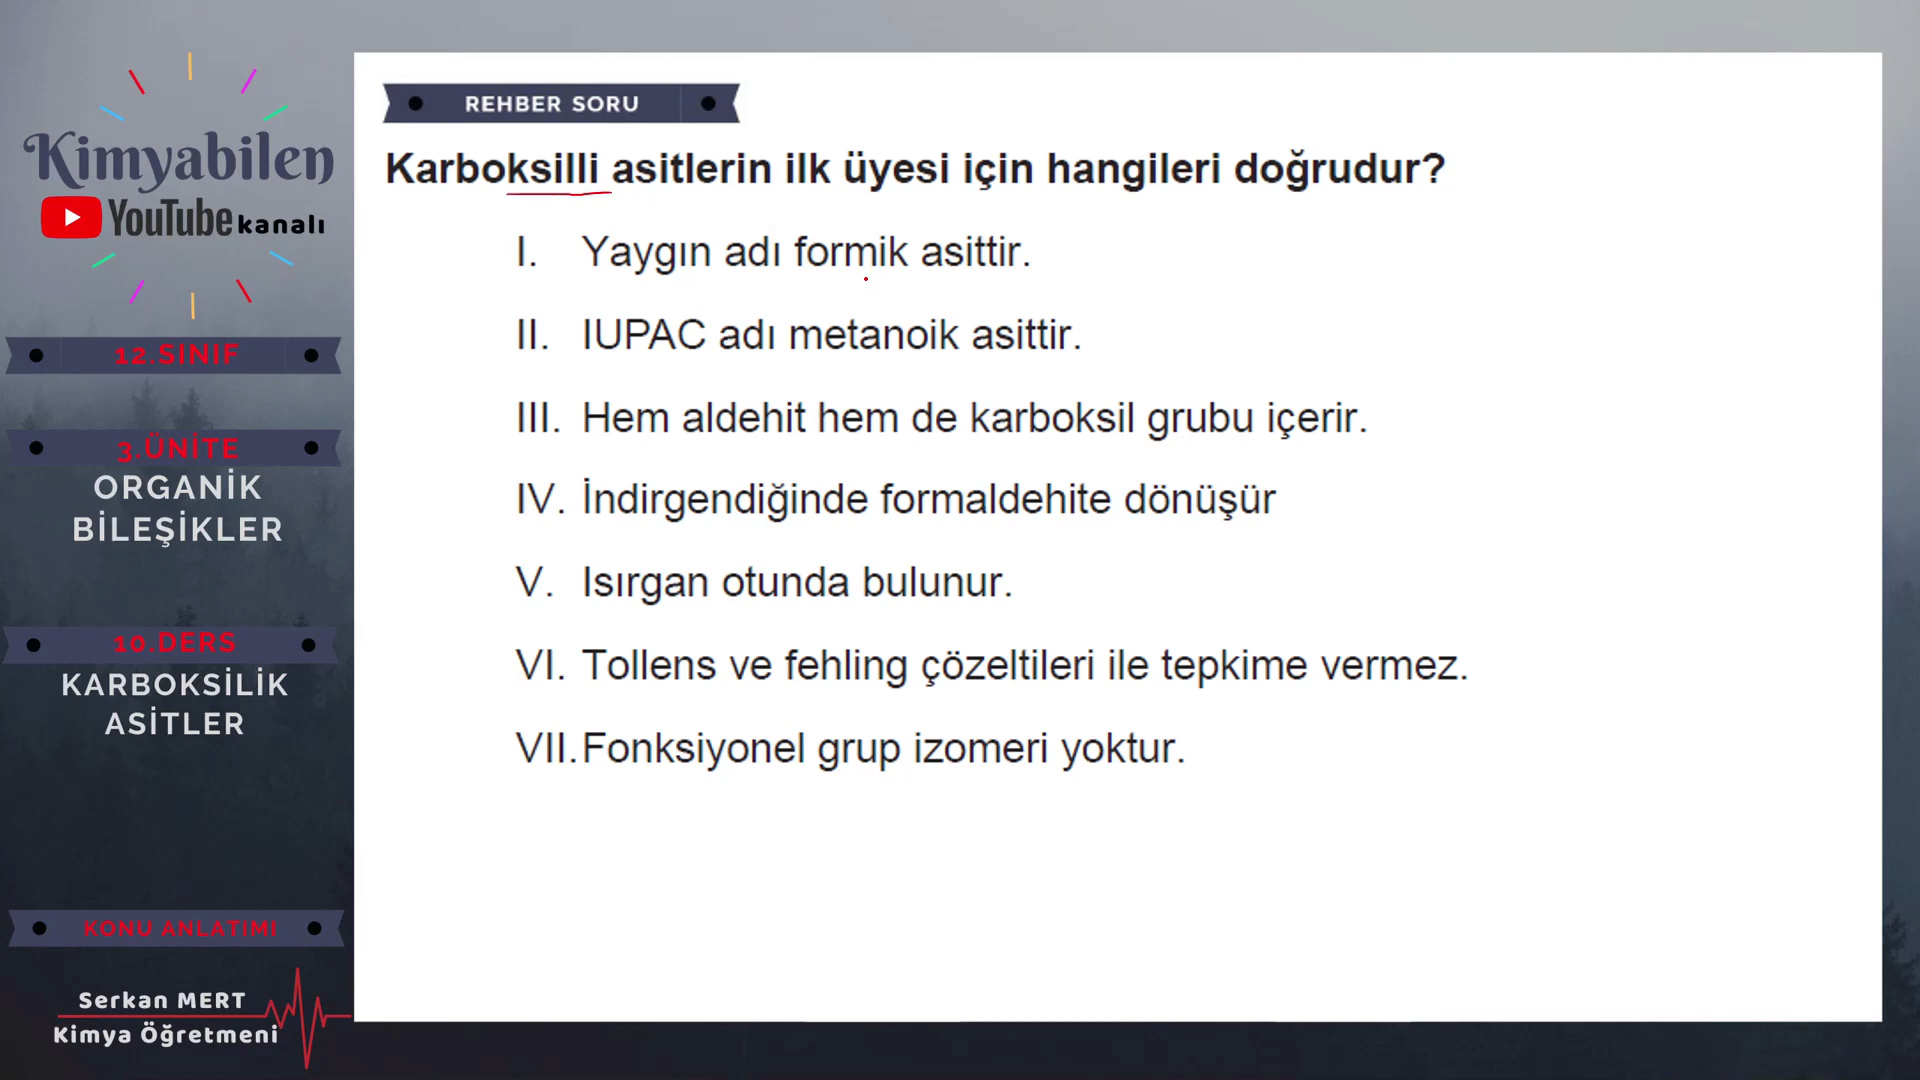 Kimyabilen
YouTube kanalı
12.SINIF
3.ÜNİTE
ORGANİK
BİLEŞİKLER
10.DERS
KARBOKSİLİK
ASİTLER
KONU ANLATIMI
Serkan MERT
Kimya Öğretmeni
REHBER SORU
Karboksilli asitlerin ilk üyesi için hangileri doğrudur?
I. Yaygın adı formik asittir.
II. IUPAC adı metanoik asittir.
III. Hem aldehit hem de karboksil grubu içerir.
IV. İndirgendiğinde formaldehite dönüşür
V. Isırgan otunda bulunur.
VI. Tollens ve fehling çözeltileri ile tepkime vermez.
VII. Fonksiyonel grup izomeri yoktur.